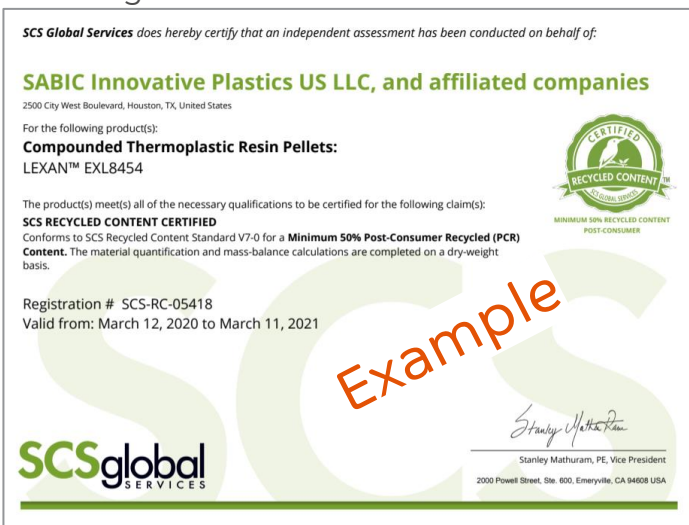 SCS Global Services does hereby certify that an independent assessment has been conducted on behalf of:
SABIC Innovative Plastics US LLC, and affiliated companies
2500 City West Boulevard, Houston, TX, United States
For the following product(s):
Compounded Thermoplastic Resin Pellets:
LEXAN™ EXL8454
CERTIFIED
RECYCLED CONTENT TM
SCS GLOBAL SERVICES
MINIMUM 50% RECYCLED CONTENT
POST-CONSUMER
The product(s) meet(s) all of the necessary qualifications to be certified for the following claim(s):
SCS RECYCLED CONTENT CERTIFIED
Conforms to SCS Recycled Content Standard V7-0 for a Minimum 50% Post-Consumer Recycled (PCR)
Content. The material quantification and mass-balance calculations are completed on a dry-weight
basis.
Registration # SCS-RC-05418
Valid from: March 12, 2020 to March 11, 2021
Example
SCS
SCSglobal
SERVICES
Stanley Mathuram, PE, Vice President
2000 Powell Street, Ste. 600, Emeryville, CA 94608 USA